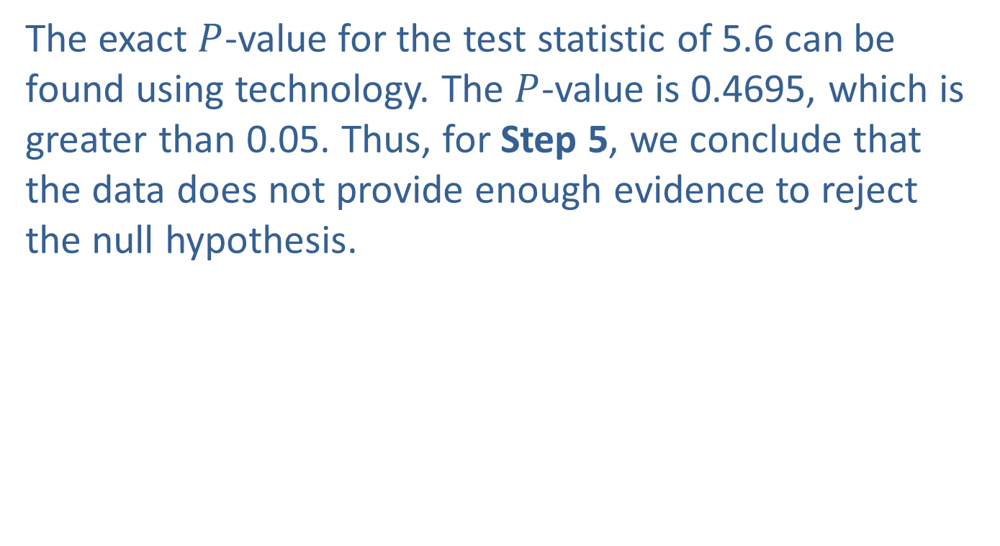 The exact P-value for the test statistic of 5.6 can be
found using technology. The P-value is 0.4695, which is
greater than 0.05. Thus, for Step 5, we conclude that
the data does not provide enough evidence to reject
the null hypothesis.